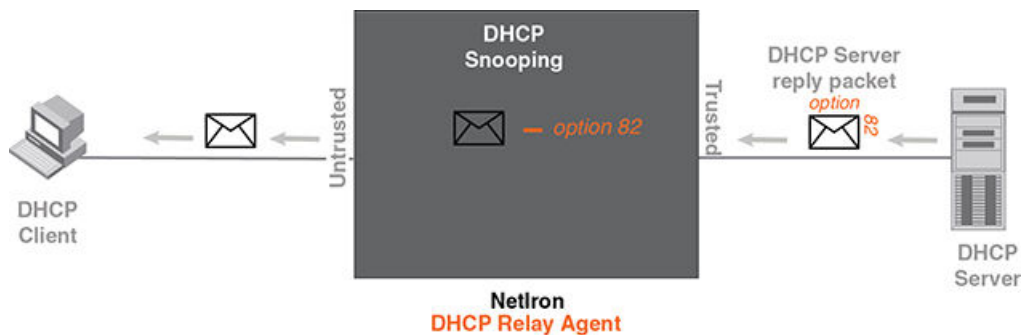 DHCP
Snooping
DHCP Server
reply packet
option
82
Untrusted
– option 82
Trusted
DHCP
Client
DHCP
Server
NetIron
DHCP Relay Agent